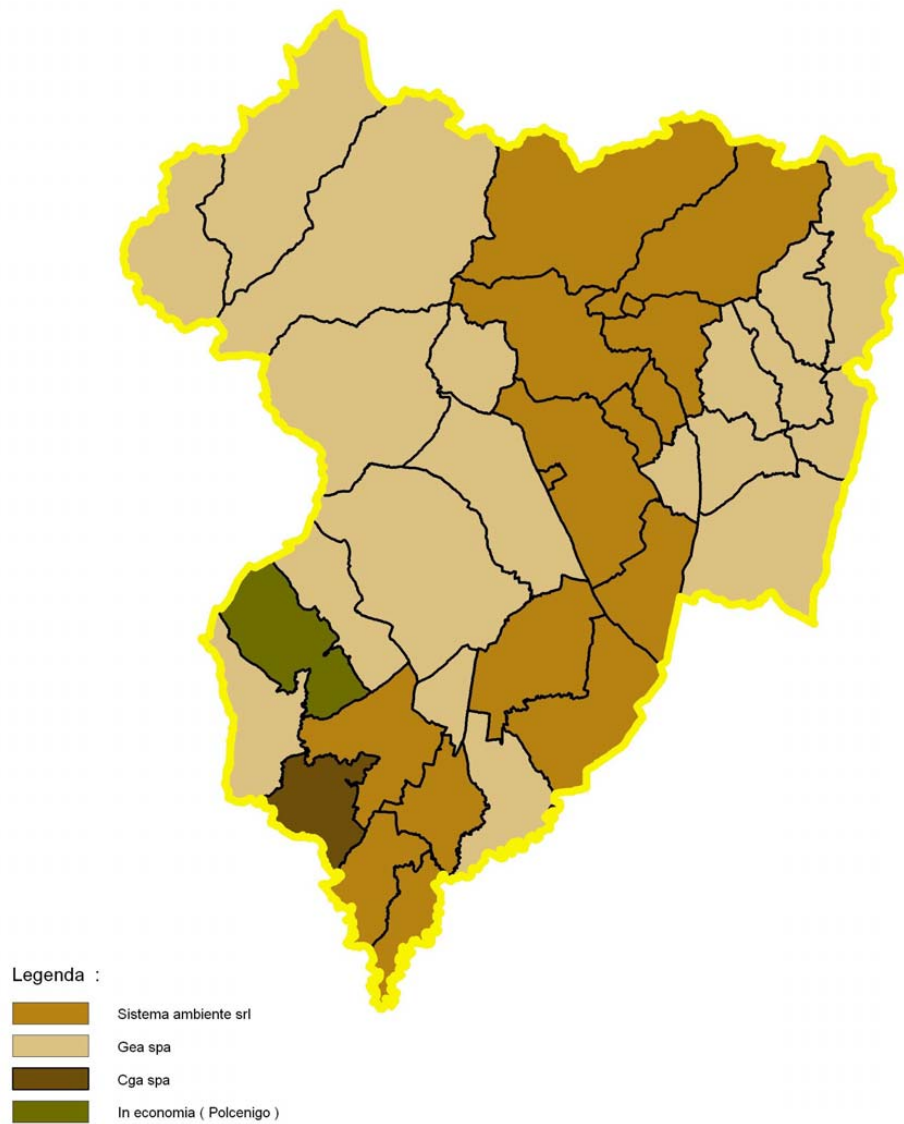 Legenda :
Sistema ambiente srl
Gea spa
Cga spa
In economia ( Polcenigo )